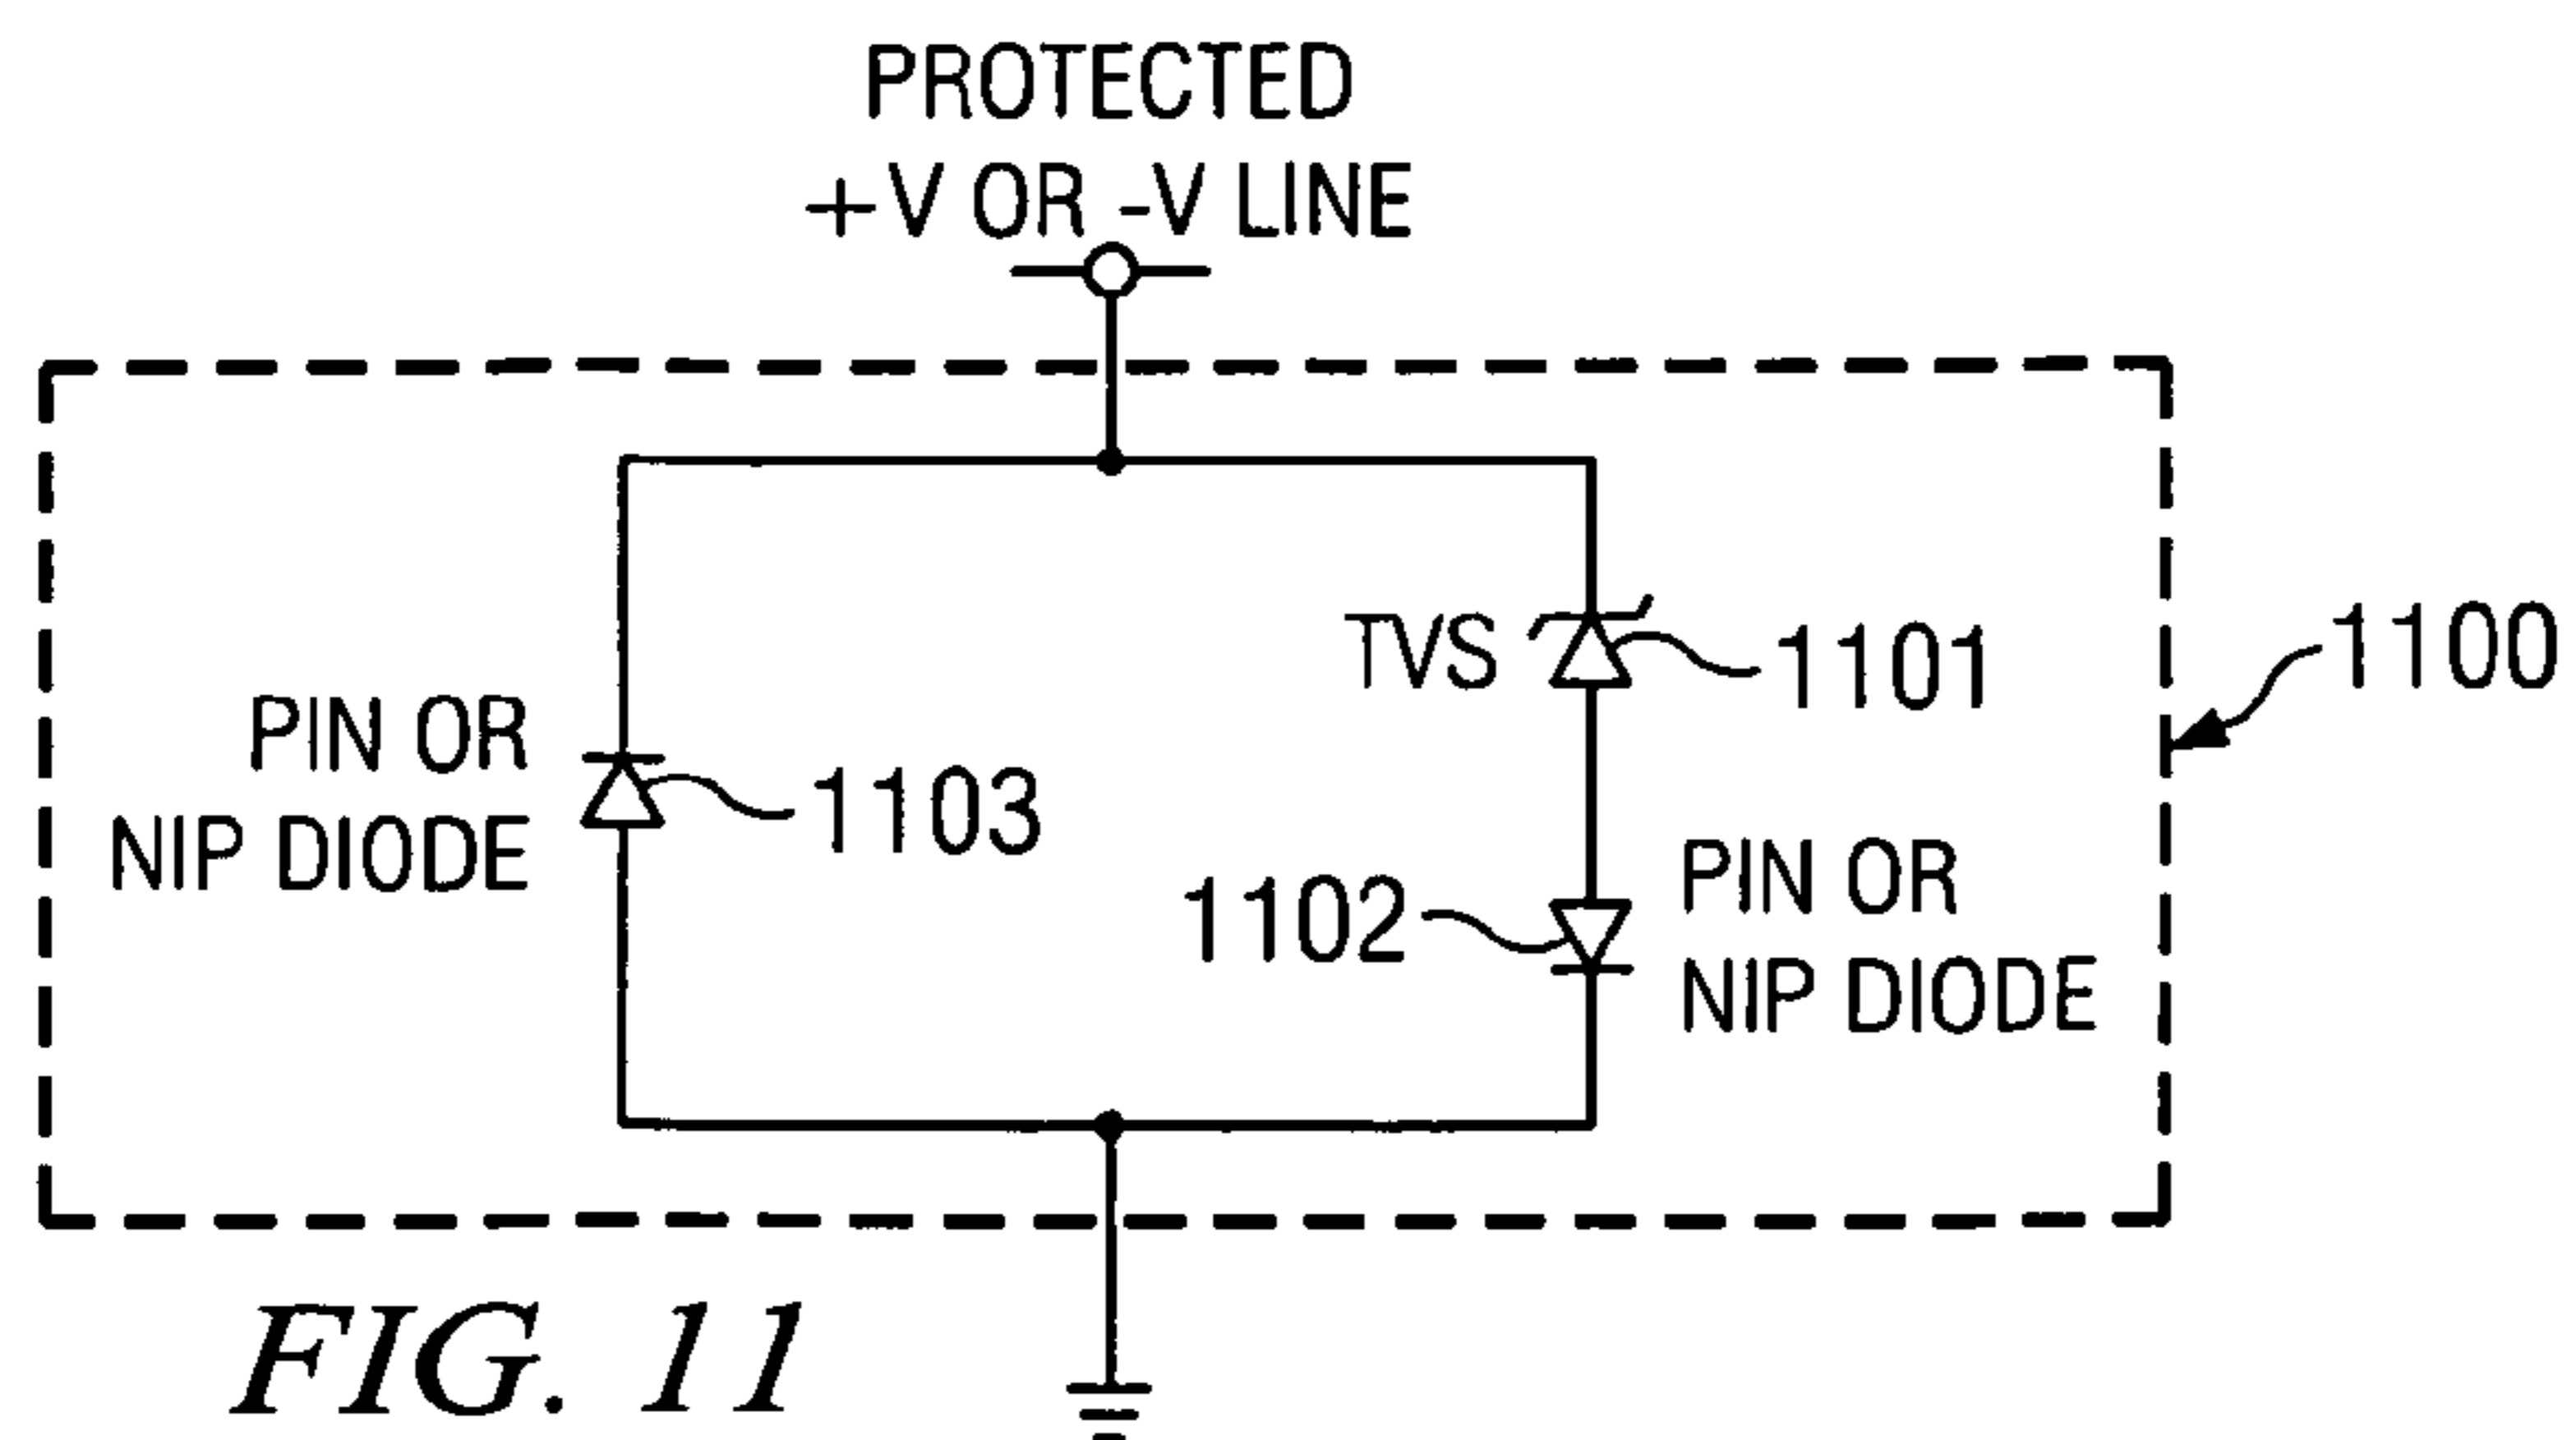 PROTECTED
+V OR -V LINE
TVS
1101
1100
PIN OR
NIP DIODE
1103
1102
PIN OR
NIP DIODE
FIG. 11